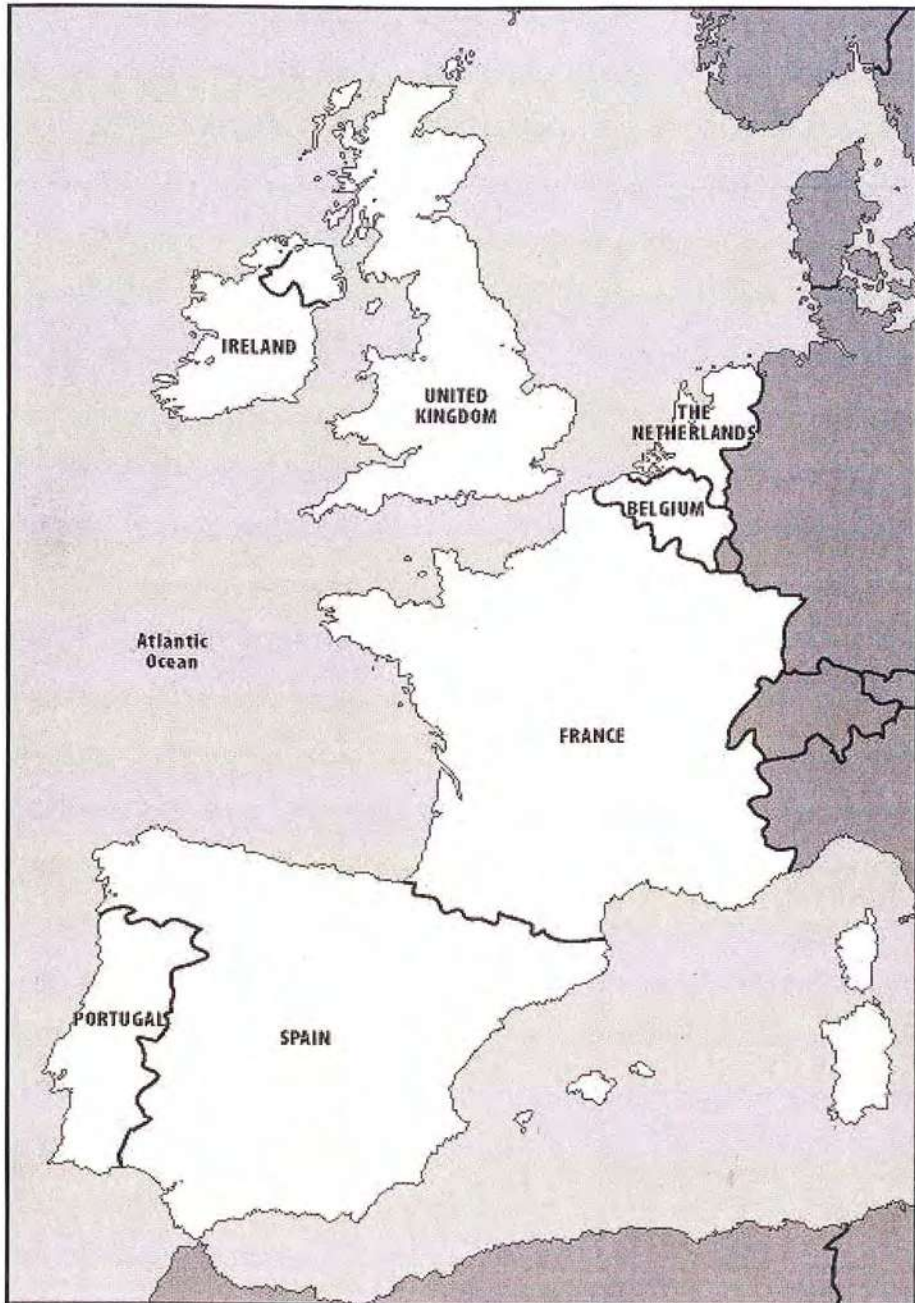 IRELAND
UNITED
KINGDOM
THE
NETHERLANDS
BELGIUM
Atlantic
Ocean
FRANCE
PORTUGAL
SPAIN